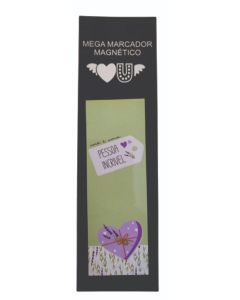 MEGA MARCADOR
MAGNÉTICO
U
PESSOA
INCRÍVEL